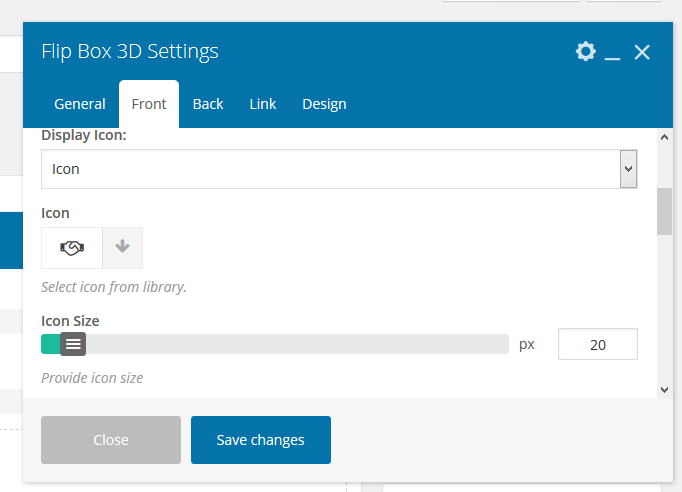 Flip Box 3D Settings
General Front Back Link Design
Display Icon:
Icon
Icon
Select icon from library.
Icon Size
px 20
Provide icon size
Close Save changes